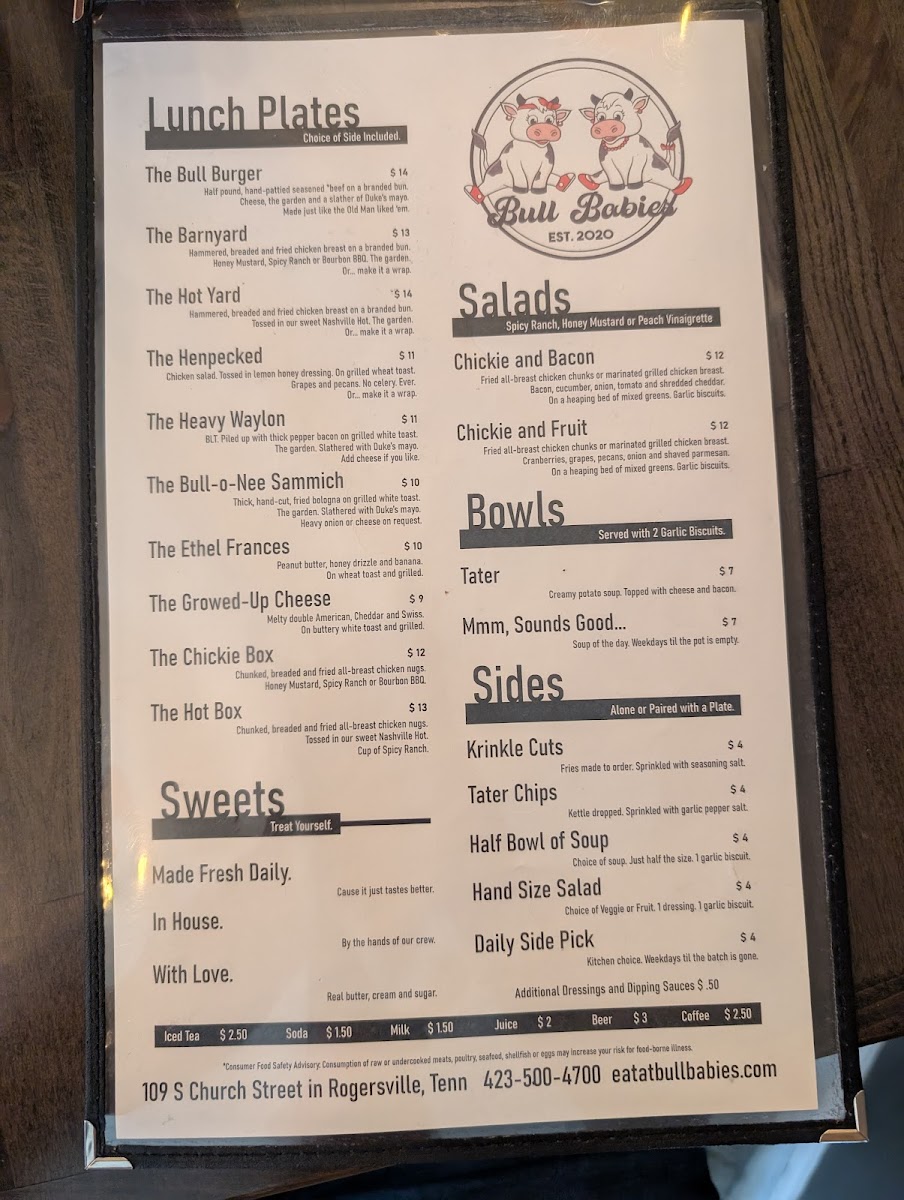 Lunch Plates
Choice of Side Included.
The Bull Burger $ 14
Half pound, hand-pattied seasoned *beef on a branded bun.
Cheese, the garden and a slather of Duke's mayo.
Made just like the Old Man liked 'em.
The Barnyard $ 13
Hammered, breaded and fried chicken breast on a branded bun.
Honey Mustard, Spicy Ranch or Bourbon BBQ. The garden.
Or... make it a wrap.
The Hot Yard $ 14
Hammered, breaded and fried chicken breast on a branded bun.
Tossed in our sweet Nashville Hot. The garden.
Or... make it a wrap.
The Henpecked $ 11
Chicken salad. Tossed in lemon honey dressing. On grilled wheat toast.
Grapes and pecans. No celery. Ever.
Or... make it a wrap.
The Heavy Waylon $ 11
BLT. Piled up with thick pepper bacon on grilled white toast.
The garden. Slathered with Duke's mayo.
Add cheese if you like.
The Bull-o-Nee Sammich $ 10
Thick, hand-cut, fried bologna on grilled white toast.
The garden. Slathered with Duke's mayo.
Heavy onion or cheese on request.
The Ethel Frances $ 10
Peanut butter, honey drizzle and banana.
On wheat toast and grilled.
The Growed-Up Cheese $ 9
Melty double American, Cheddar and Swiss.
On buttery white toast and grilled.
The Chickie Box $ 12
Chunked, breaded and fried all-breast chicken nugs.
Honey Mustard, Spicy Ranch or Bourbon BBQ.
The Hot Box $ 13
Chunked, breaded and fried all-breast chicken nugs.
Tossed in our sweet Nashville Hot.
Cup of Spicy Ranch.
Sweets
Treat Yourself.
Made Fresh Daily.
Cause it just tastes better.
In House.
By the hands of our crew.
With Love.
Real butter, cream and sugar.
Bull Babies
EST. 2020
Salads
Spicy Ranch, Honey Mustard or Peach Vinaigrette
Chickie and Bacon $ 12
Fried all-breast chicken chunks or marinated grilled chicken breast.
Bacon, cucumber, onion, tomato and shredded cheddar.
On a heaping bed of mixed greens. Garlic biscuits.
Chickie and Fruit $ 12
Fried all-breast chicken chunks or marinated grilled chicken breast.
Cranberries, grapes, pecans, onion and shaved parmesan.
On a heaping bed of mixed greens. Garlic biscuits.
Bowls
Served with 2 Garlic Biscuits.
Tater $ 7
Creamy potato soup. Topped with cheese and bacon.
Mmm, Sounds Good... $ 7
Soup of the day. Weekdays til the pot is empty.
Sides
Alone or Paired with a Plate.
Krinkle Cuts $ 4
Fries made to order. Sprinkled with seasoning salt.
Tater Chips $ 4
Kettle dropped. Sprinkled with garlic pepper salt.
Half Bowl of Soup $ 4
Choice of soup. Just half the size. 1 garlic biscuit.
Hand Size Salad $ 4
Choice of Veggie or Fruit. 1 dressing. 1 garlic biscuit.
Daily Side Pick $ 4
Kitchen choice. Weekdays til the batch is gone.
Additional Dressings and Dipping Sauces $ .50
Iced Tea $ 2.50 Soda $ 1.50 Milk $ 1.50 Juice $ 2 Beer $ 3 Coffee $ 2.50
*Consumer Food Safety Advisory: Consumption of raw or undercooked meats, poultry, seafood, shellfish or eggs may increase your risk for food-borne illness.
109 S Church Street in Rogersville, Tenn 423-500-4700 eatatbullbabies.com